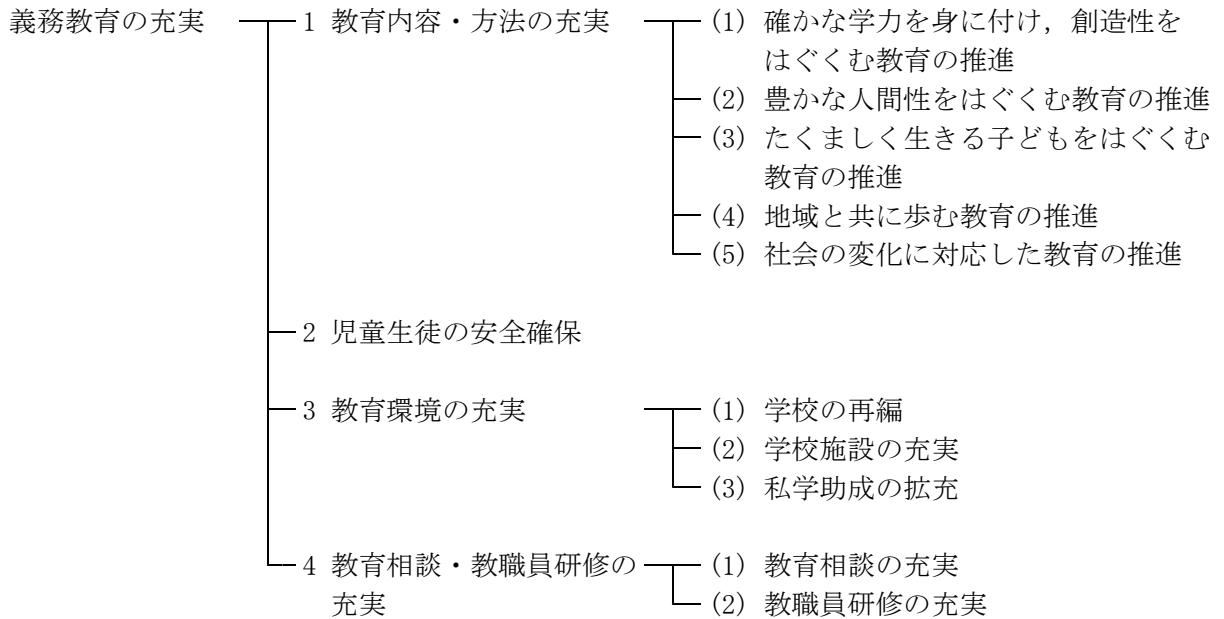 義務教育の充実 1 教育内容・方法の充実 (1) 確かな学力を身に付け，創造性を
はぐくむ教育の推進
(2) 豊かな人間性をはぐくむ教育の推進
(3) たくましく生きる子どもをはぐくむ
教育の推進
(4) 地域と共に歩む教育の推進
(5) 社会の変化に対応した教育の推進
2 児童生徒の安全確保
3 教育環境の充実 (1) 学校の再編
(2) 学校施設の充実
(3) 私学助成の拡充
4 教育相談・教職員研修の (1) 教育相談の充実
充実 (2) 教職員研修の充実